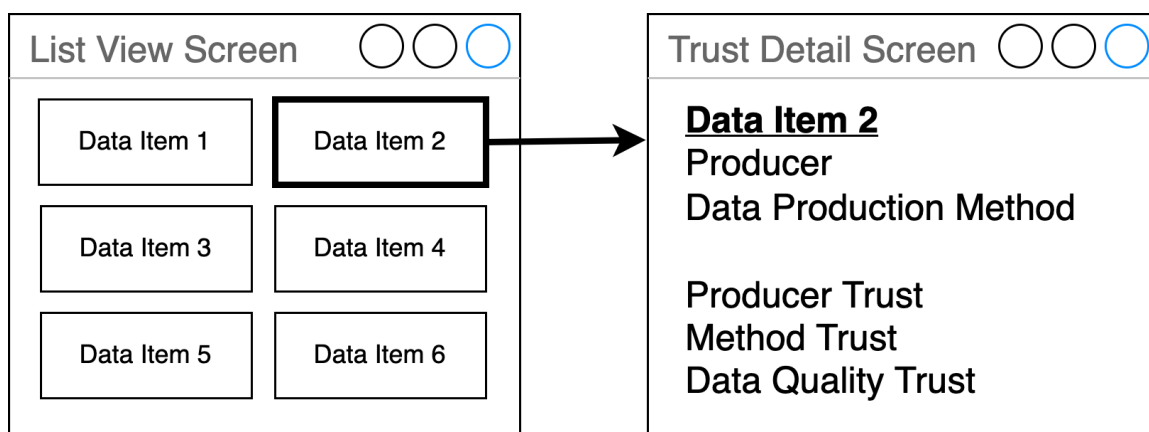 List View Screen
Data Item 1
Data Item 2
Data Item 3
Data Item 4
Data Item 5
Data Item 6
Trust Detail Screen
Data Item 2
Producer
Data Production Method
Producer Trust
Method Trust
Data Quality Trust